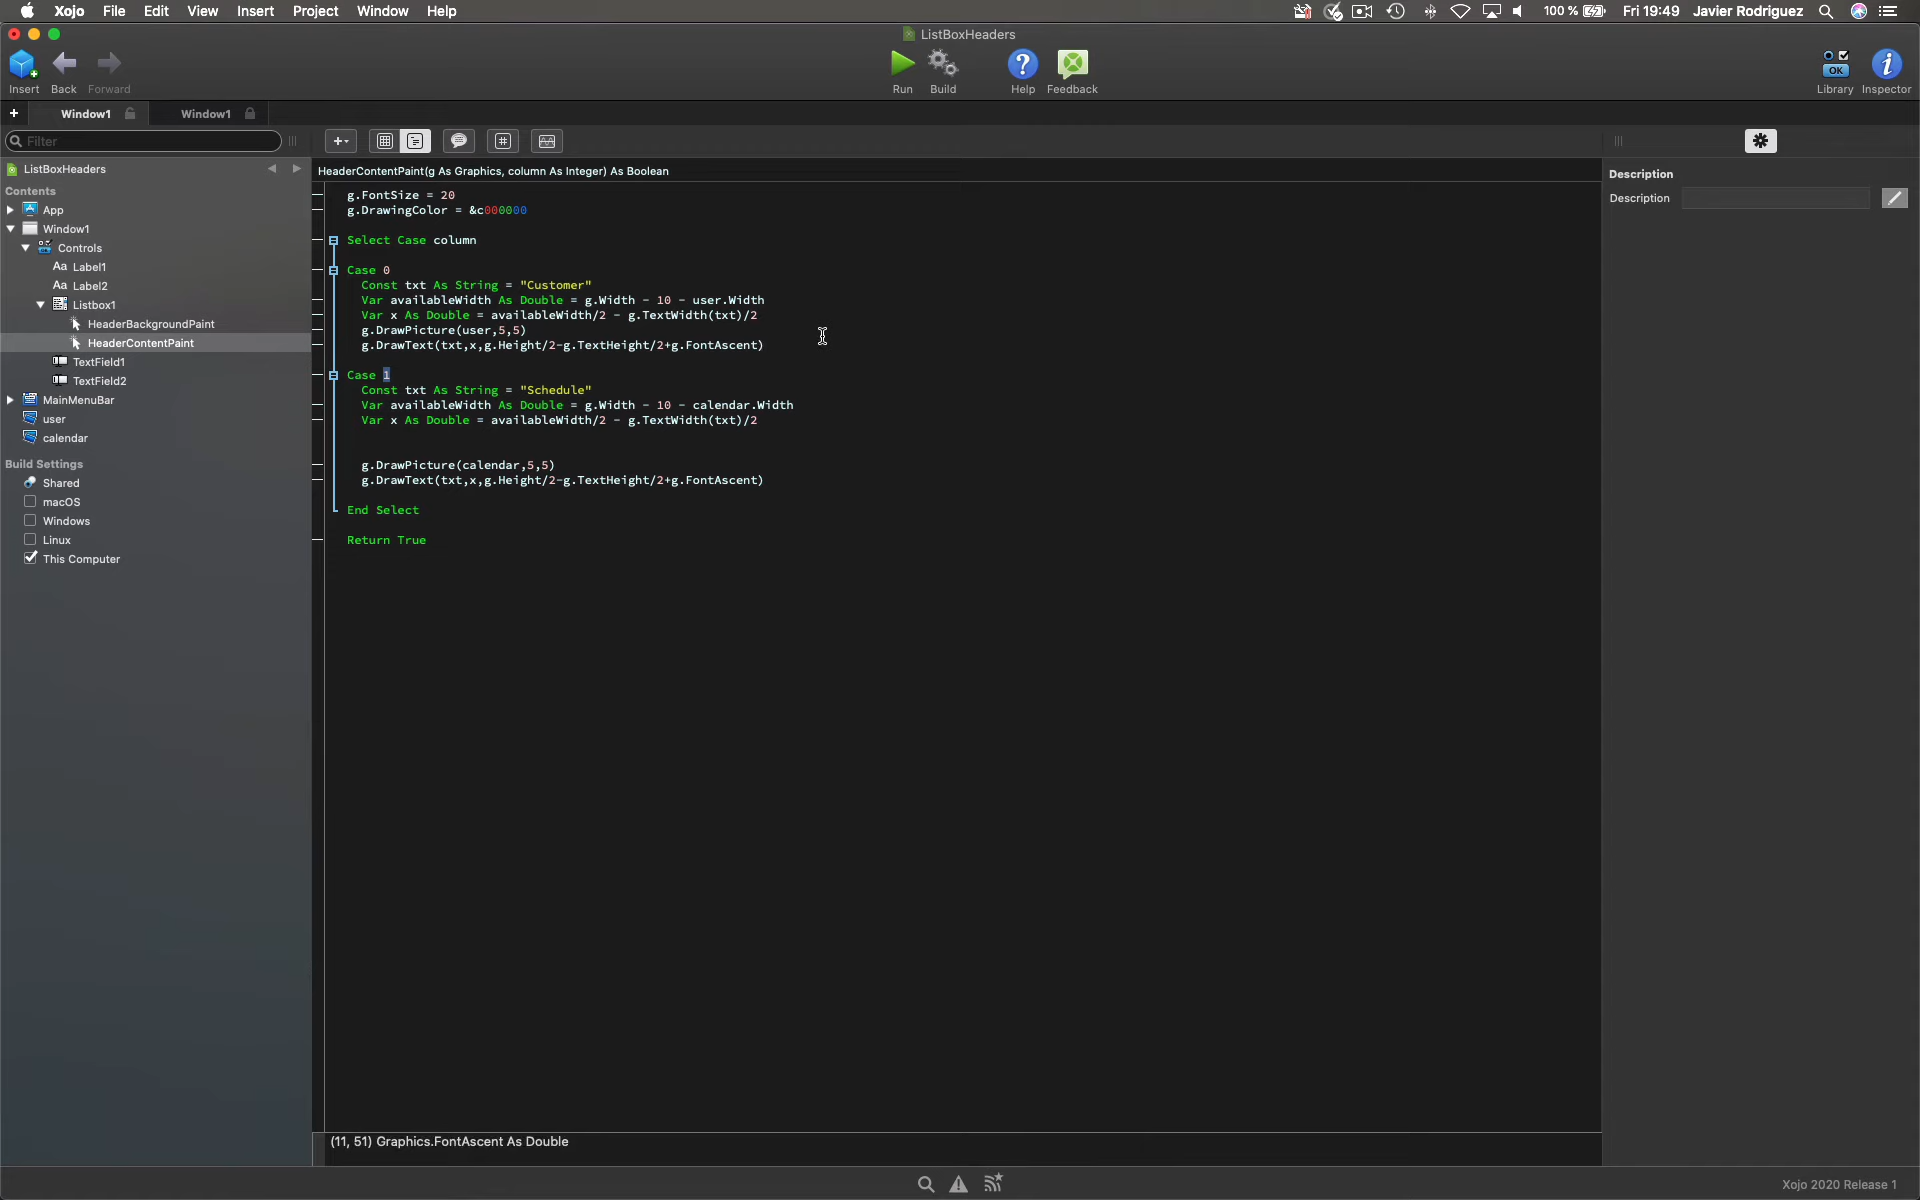 Xojo File Edit View Insert Project Window Help 100 % Fri 19:49 Javier Rodriguez
ListBoxHeaders
Insert Back Forward Run Build Help Feedback OK Library Inspector
Window1 Window1
Filter
HeaderContentPaint(g As Graphics, column As Integer) As Boolean
ListBoxHeaders
Contents
App
Window1
Controls
Aa Label1
Aa Label2
Listbox1
HeaderBackgroundPaint
HeaderContentPaint
TextField1
TextField2
MainMenuBar
user
calendar
Build Settings
Shared
macOS
Windows
Linux
This Computer
g.FontSize = 20
g.DrawingColor = &c000000
Select Case column
Case 0
Const txt As String = "Customer"
Var availableWidth As Double = g.Width - 10 - user.Width
Var x As Double = availableWidth/2 - g.TextWidth(txt)/2
g.DrawPicture(user,5,5)
g.DrawText(txt,x,g.Height/2-g.TextHeight/2+g.FontAscent)
Case 1
Const txt As String = "Schedule"
Var availableWidth As Double = g.Width - 10 - calendar.Width
Var x As Double = availableWidth/2 - g.TextWidth(txt)/2
g.DrawPicture(calendar,5,5)
g.DrawText(txt,x,g.Height/2-g.TextHeight/2+g.FontAscent)
End Select
Return True
Description
Description
(11, 51) Graphics.FontAscent As Double
Xojo 2020 Release 1